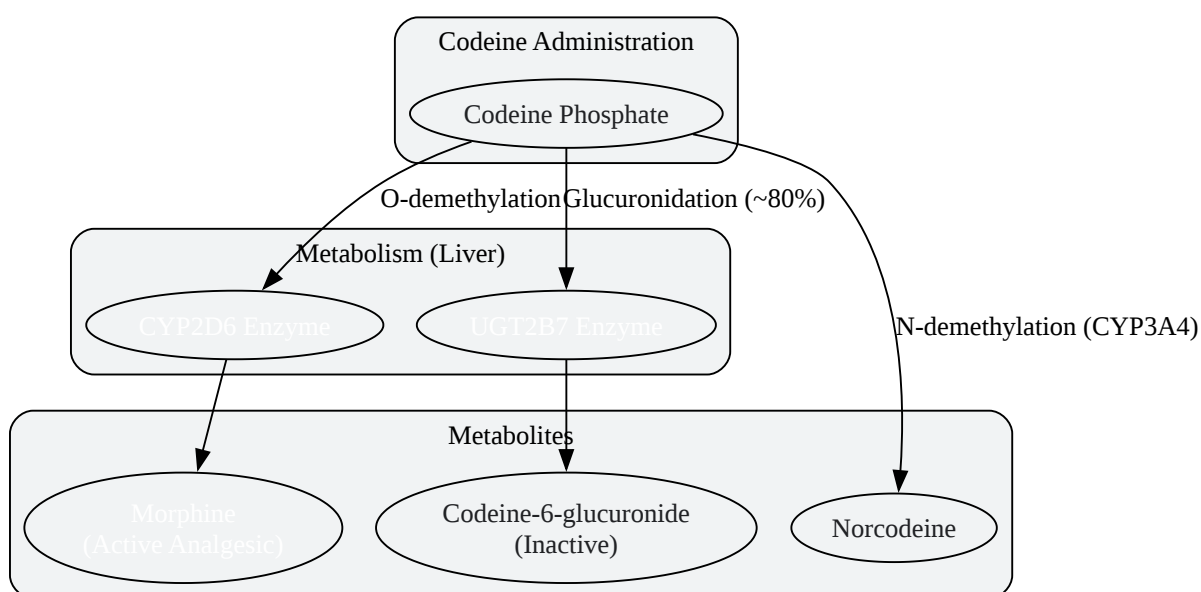 Codeine Administration
Codeine Phosphate
O-demethylation
Glucuronidation (~80%)
Metabolism (Liver)
CYP2D6 Enzyme
UGT2B7 Enzyme
N-demethylation (CYP3A4)
Metabolites
Morphine
(Active Analgesic)
Codeine-6-glucuronide
(Inactive)
Norcodeine